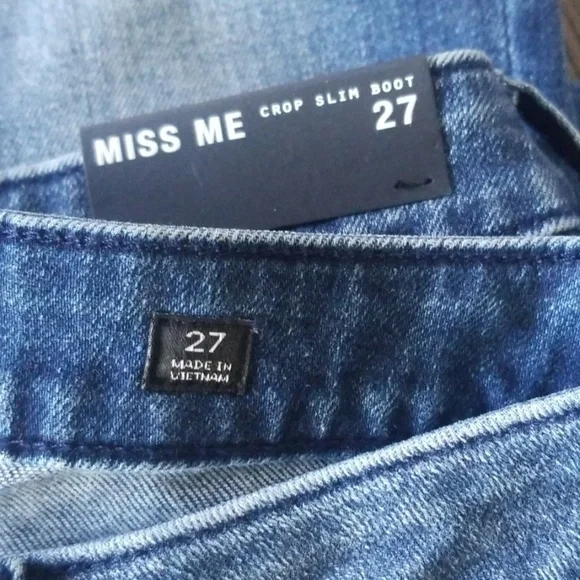 MISS ME CROP SLIM BOOT
27
27
MADE IN
VIETNAM